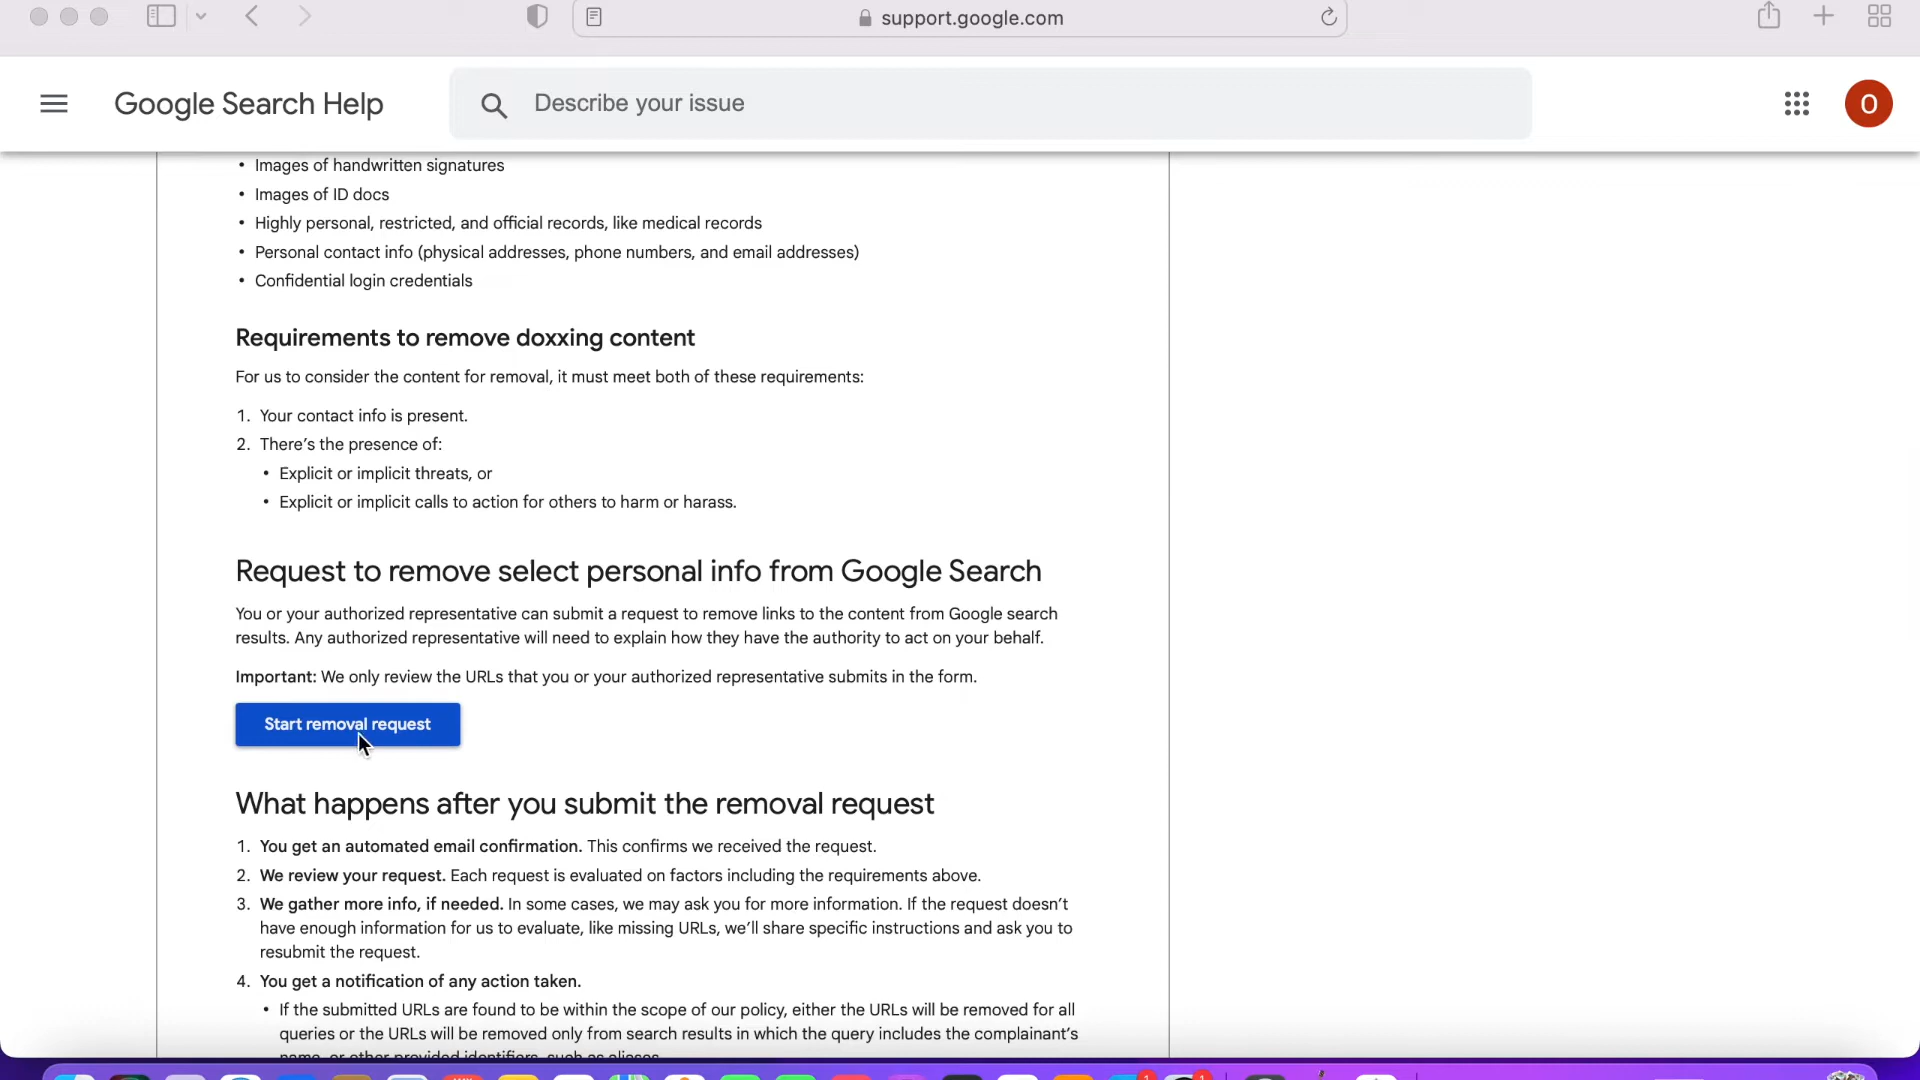 support.google.com
Google Search Help
Describe your issue
O
• Images of handwritten signatures
• Images of ID docs
• Highly personal, restricted, and official records, like medical records
• Personal contact info (physical addresses, phone numbers, and email addresses)
• Confidential login credentials
Requirements to remove doxxing content
For us to consider the content for removal, it must meet both of these requirements:
1. Your contact info is present.
2. There's the presence of:
• Explicit or implicit threats, or
• Explicit or implicit calls to action for others to harm or harass.
Request to remove select personal info from Google Search
You or your authorized representative can submit a request to remove links to the content from Google search
results. Any authorized representative will need to explain how they have the authority to act on your behalf.
Important: We only review the URLs that you or your authorized representative submits in the form.
Start removal request
What happens after you submit the removal request
1. You get an automated email confirmation. This confirms we received the request.
2. We review your request. Each request is evaluated on factors including the requirements above.
3. We gather more info, if needed. In some cases, we may ask you for more information. If the request doesn't
have enough information for us to evaluate, like missing URLs, we'll share specific instructions and ask you to
resubmit the request.
4. You get a notification of any action taken.
• If the submitted URLs are found to be within the scope of our policy, either the URLs will be removed for all
queries or the URLs will be removed only from search results in which the query includes the complainant's
name, or other provided identifiers, such as aliases.